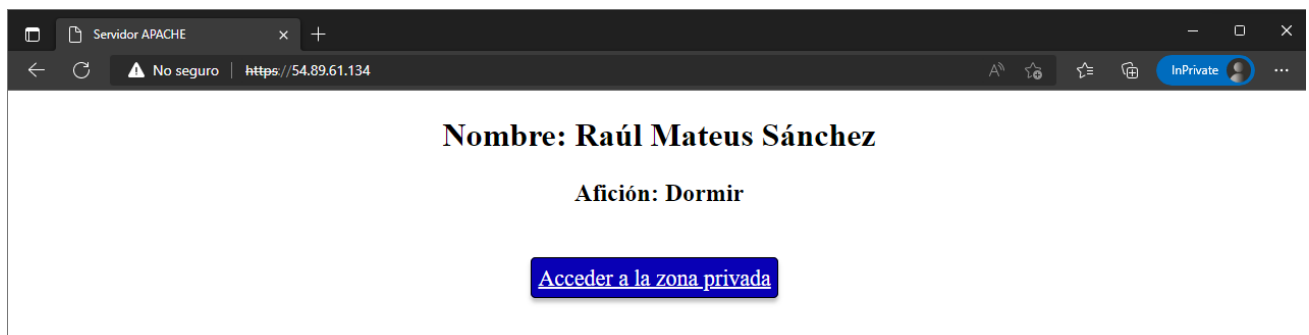 Servidor APACHE
No seguro https://54.89.61.134 InPrivate
Nombre: Raúl Mateus Sánchez
Afición: Dormir
Acceder a la zona privada